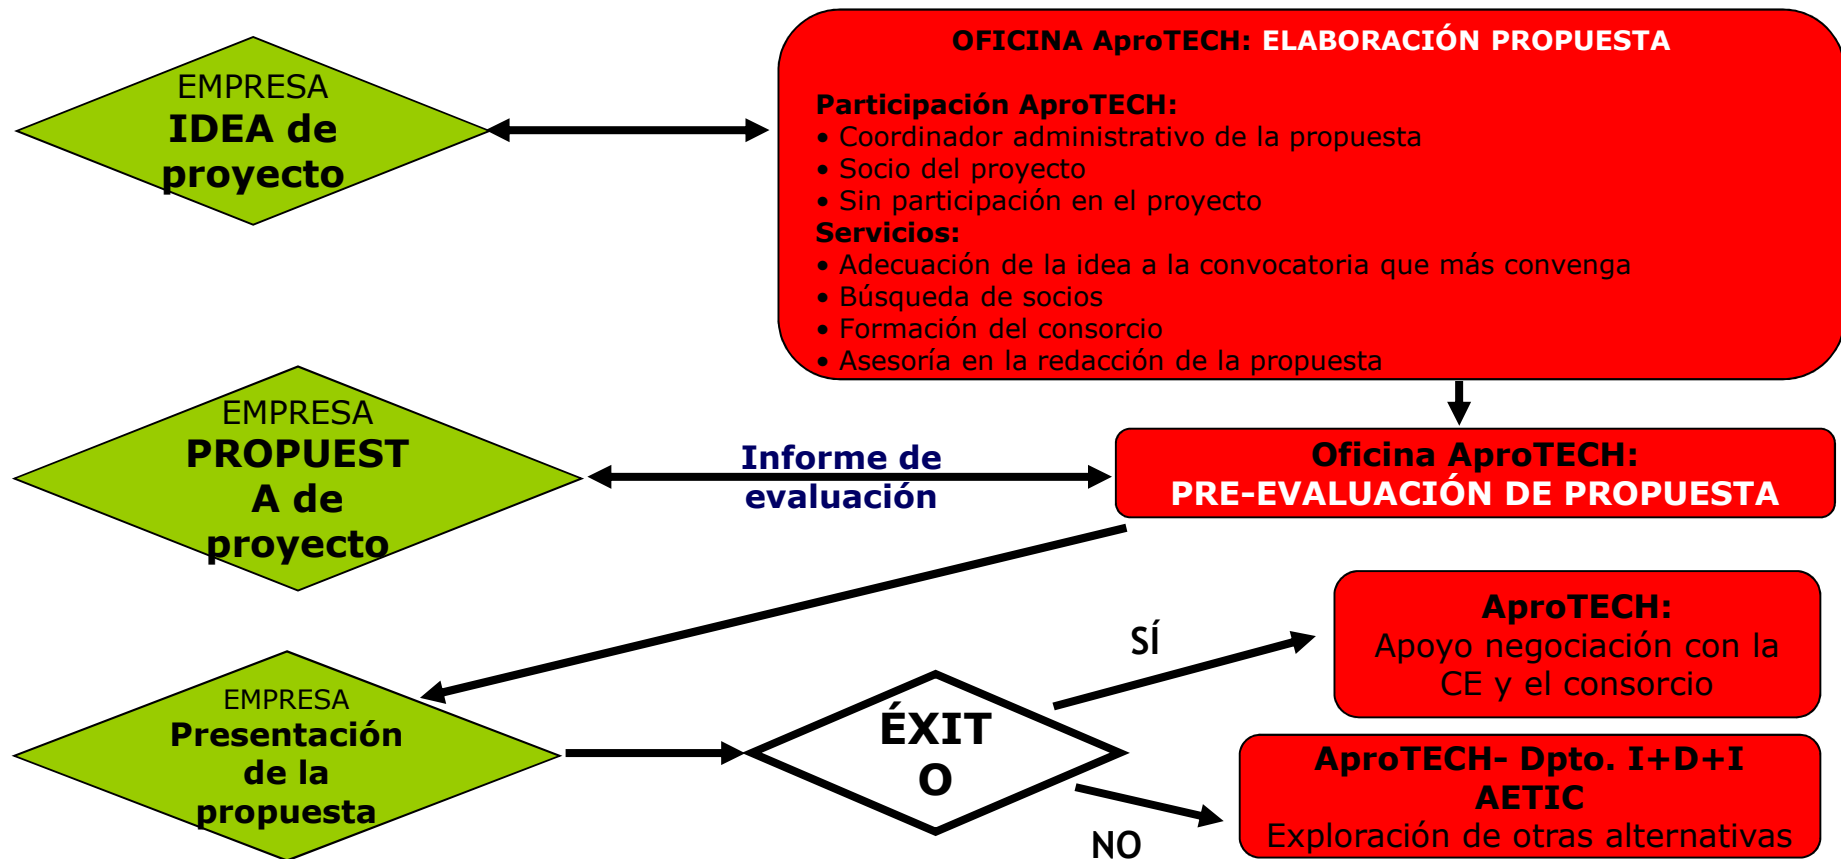 EMPRESA
IDEA de
proyecto
OFICINA AproTECH: ELABORACIÓN PROPUESTA
Participación AproTECH:
• Coordinador administrativo de la propuesta
• Socio del proyecto
• Sin participación en el proyecto
Servicios:
• Adecuación de la idea a la convocatoria que más convenga
• Búsqueda de socios
• Formación del consorcio
• Asesoría en la redacción de la propuesta
EMPRESA
PROPUEST
A de
proyecto
Informe de
evaluación
Oficina AproTECH:
PRE-EVALUACIÓN DE PROPUESTA
EMPRESA
Presentación
de la
propuesta
ÉXIT
O
SÍ
AproTECH:
Apoyo negociación con la
CE y el consorcio
NO
AproTECH- Dpto. I+D+I
AETIC
Exploración de otras alternativas